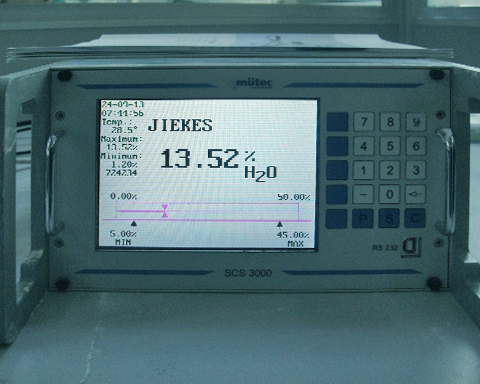 mütec
24-09-13
07:44:56
Temp.:
28.5°
JIEKES
Maximum:
13.52%
Minimum:
1.20%
724234
13.52%
H2O
0.00%
50.00%
5.00%
45.00%
MIN
MAX
7 8 9
4 5 6
1 2 3
- 0
P S C
RS 232
SCS 3000